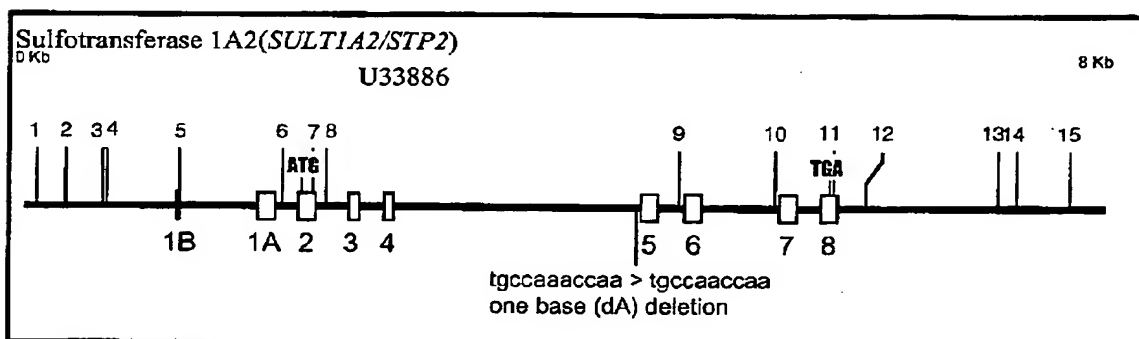 Sulfotransferase 1A2(SULT1A2/STP2)
0 Kb
U33886
8 Kb
1 2 3 4 5 6 7 8 9 10 11 12 13 14 15
ATG TGA
1B 1A 2 3 4 5 6 7 8
tgccaaaccaa > tgccaaccaa
one base (dA) deletion